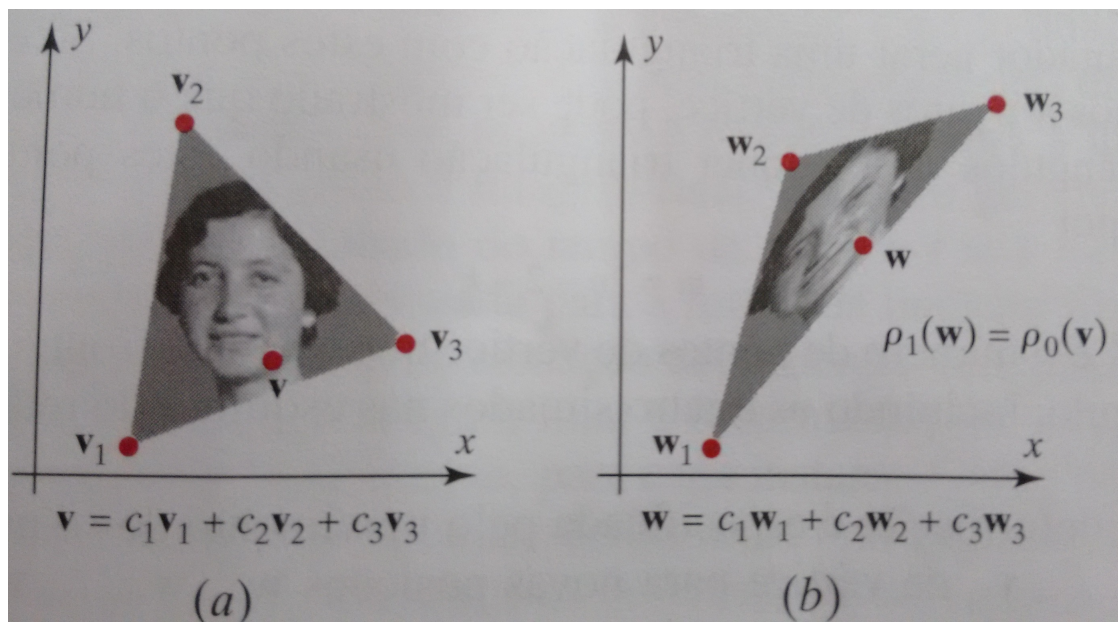 y
v₂
v₃
v
v₁
x
v = c₁v₁ + c₂v₂ + c₃v₃
(a)
y
w₃
w₂
w
ρ₁(w) = ρ₀(v)
w₁
x
w = c₁w₁ + c₂w₂ + c₃w₃
(b)